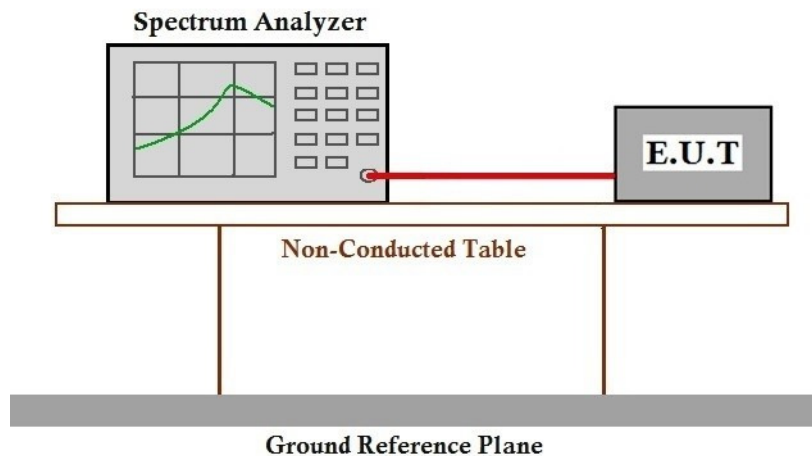 Spectrum Analyzer
E.U.T
Non-Conducted Table
Ground Reference Plane